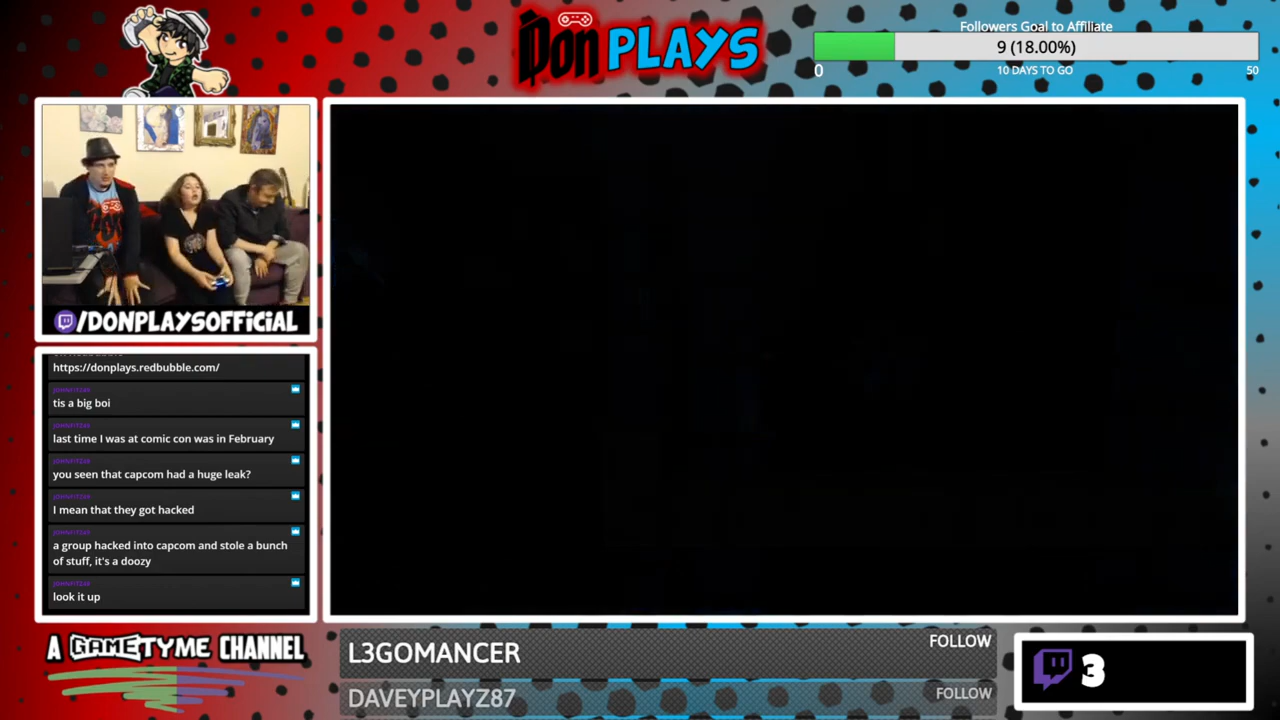 Don PLAYS
Followers Goal to Affiliate
9 (18.00%)
0
10 DAYS TO GO
50
/DONPLAYSOFFICIAL
https://donplays.redbubble.com/
tis a big boi
last time I was at comic con was in February
you seen that capcom had a huge leak?
I mean that they got hacked
a group hacked into capcom and stole a bunch
of stuff, it's a doozy
look it up
A GAMETYME CHANNEL
L3GOMANCER
FOLLOW
DAVEYPLAYZ87
FOLLOW
3